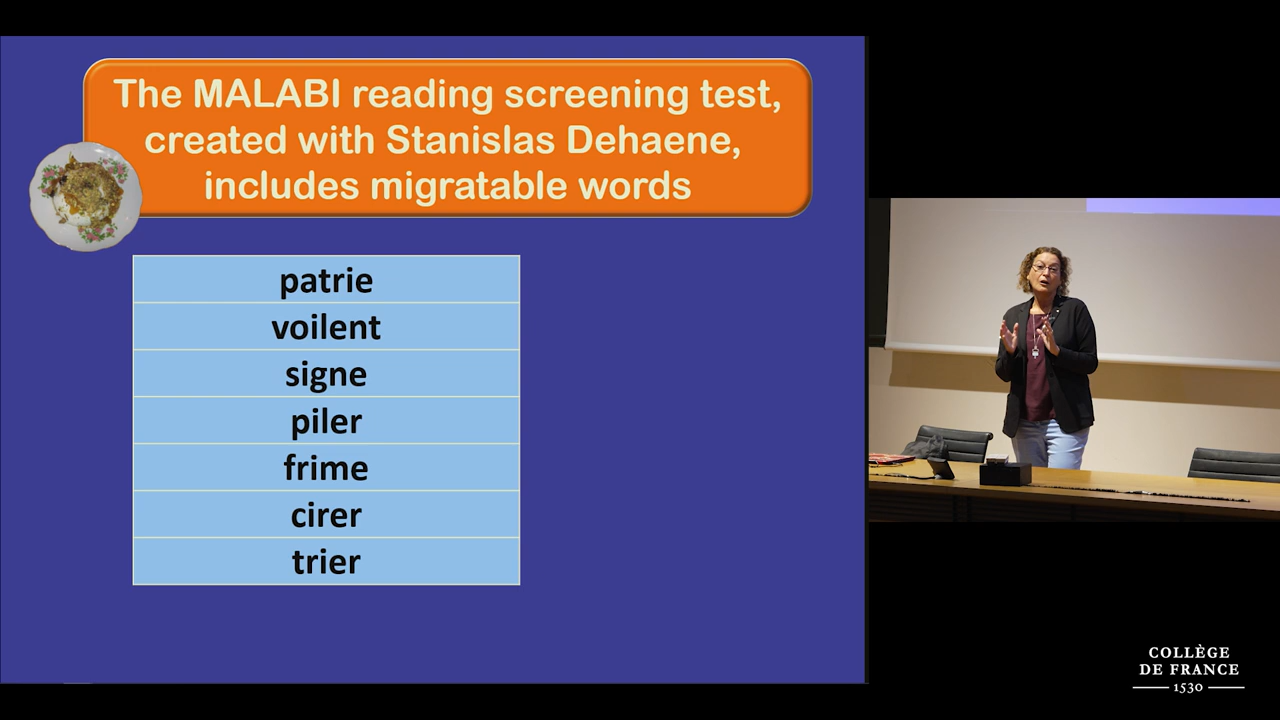 The MALABI reading screening test,
created with Stanislas Dehaene,
includes migratable words
patrie
voilent
signe
piler
frime
cirer
trier
COLLÈGE
DE FRANCE
1530